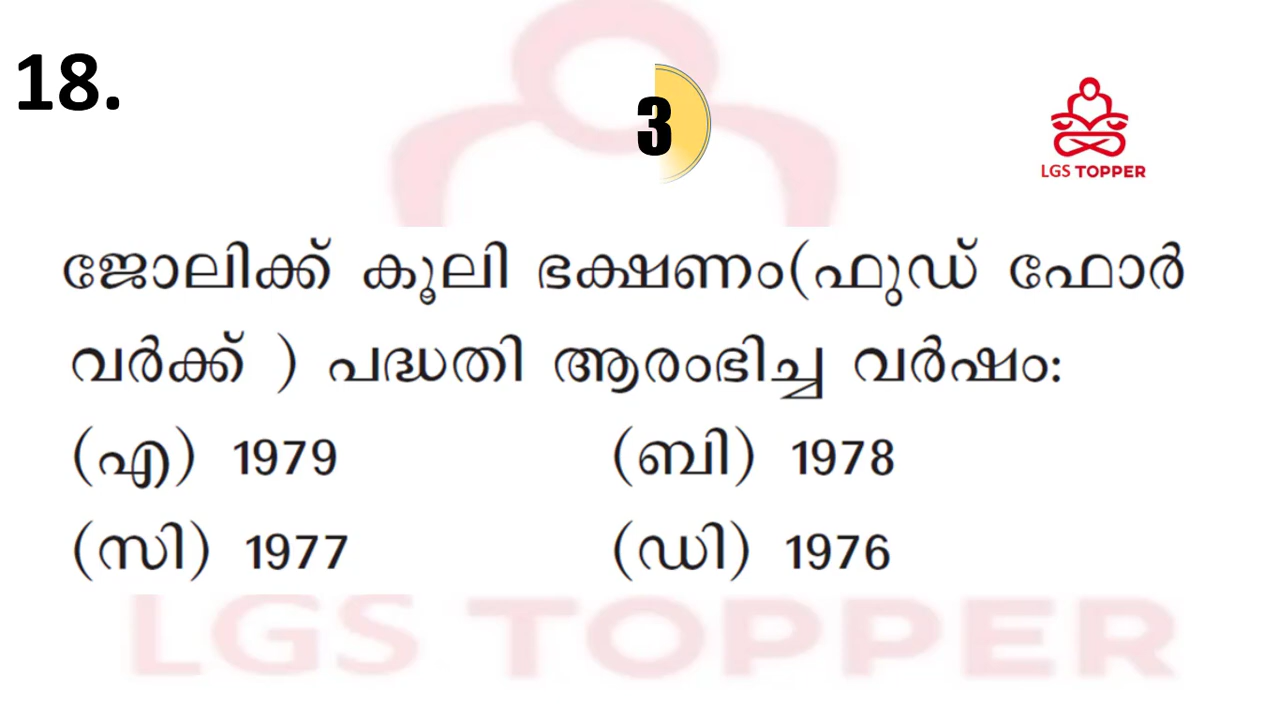 18.
3
LGS TOPPER
ജോലിക്ക് കൂലി ഭക്ഷണം(ഫുഡ് ഫോർ
വർക്ക് ) പദ്ധതി ആരംഭിച്ച വർഷം:
(എ) 1979 (ബി) 1978
(സി) 1977 (ഡി) 1976
LGS TOPPER